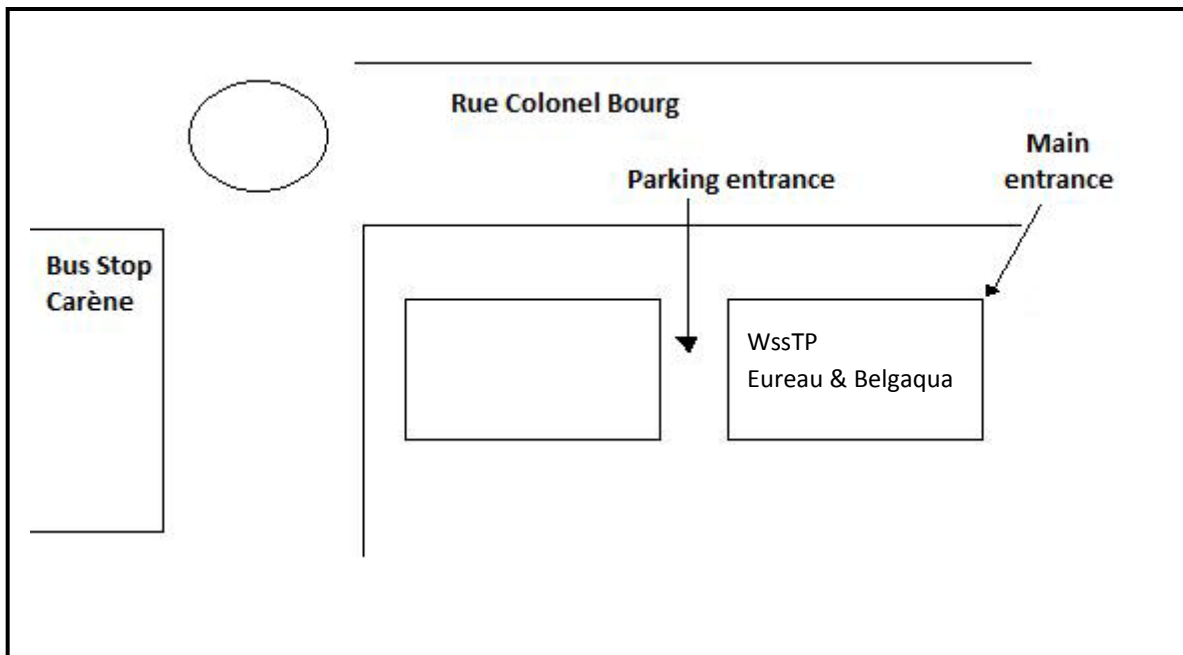 Rue Colonel Bourg
Main
entrance
Parking entrance
Bus Stop
Carène
WssTP
Eureau & Belgaqua